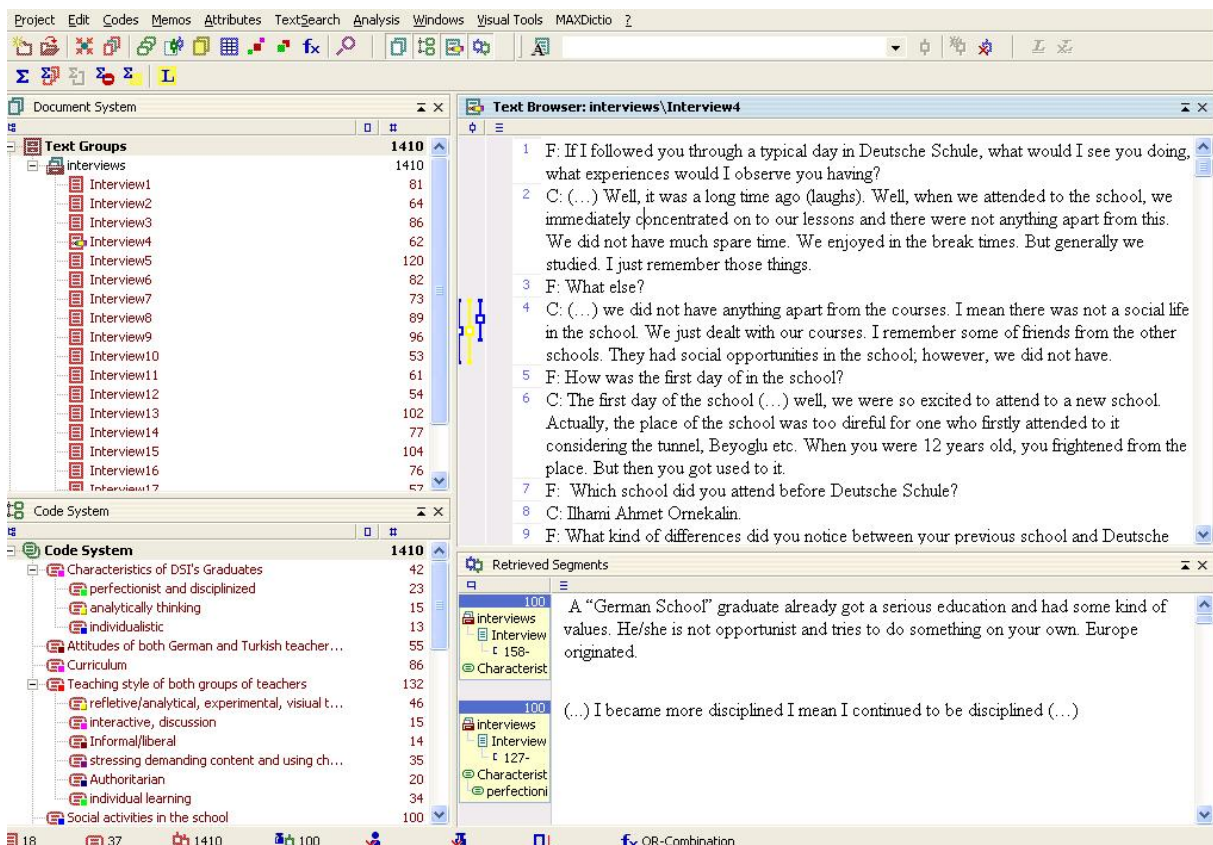 Project Edit Codes Memos Attributes TextSearch Analysis Windows Visual Tools MAXDictio ?
Document System
Text Groups 1410
interviews 1410
Interview1 81
Interview2 64
Interview3 86
Interview4 62
Interview5 120
Interview6 82
Interview7 73
Interview8 89
Interview9 96
Interview10 53
Interview11 61
Interview12 54
Interview13 102
Interview14 77
Interview15 104
Interview16 76
Interview17 57
Code System
Code System 1410
Characteristics of DSI's Graduates 42
perfectionist and disciplinized 23
analytically thinking 15
individualistic 13
Attitudes of both German and Turkish teacher... 55
Curriculum 86
Teaching style of both groups of teachers 132
refletive/analytical, experimental, visiual t... 46
interactive, discussion 15
Informal/liberal 14
stressing demanding content and using ch... 35
Authoritarian 20
individual learning 34
Social activities in the school 100
Text Browser: interviews\Interview4
1 F: If I followed you through a typical day in Deutsche Schule, what would I see you doing,
what experiences would I observe you having?
2 C: (…) Well, it was a long time ago (laughs). Well, when we attended to the school, we
immediately concentrated on to our lessons and there were not anything apart from this.
We did not have much spare time. We enjoyed in the break times. But generally we
studied. I just remember those things.
3 F: What else?
4 C: (…) we did not have anything apart from the courses. I mean there was not a social life
in the school. We just dealt with our courses. I remember some of friends from the other
schools. They had social opportunities in the school; however, we did not have.
5 F: How was the first day of in the school?
6 C: The first day of the school (…) well, we were so excited to attend to a new school.
Actually, the place of the school was too direful for one who firstly attended to it
considering the tunnel, Beyoglu etc. When you were 12 years old, you frightened from the
place. But then you got used to it.
7 F: Which school did you attend before Deutsche Schule?
8 C: Ilhami Ahmet Ornekalin.
9 F: What kind of differences did you notice between your previous school and Deutsche
Retrieved Segments
100
interviews
Interview
158-
Characterist
A “German School” graduate already got a serious education and had some kind of
values. He/she is not opportunist and tries to do something on your own. Europe
originated.
100
interviews
Interview
127-
Characterist
perfectioni
(…) I became more disciplined I mean I continued to be disciplined (…)
18 37 1410 100 OR-Combination